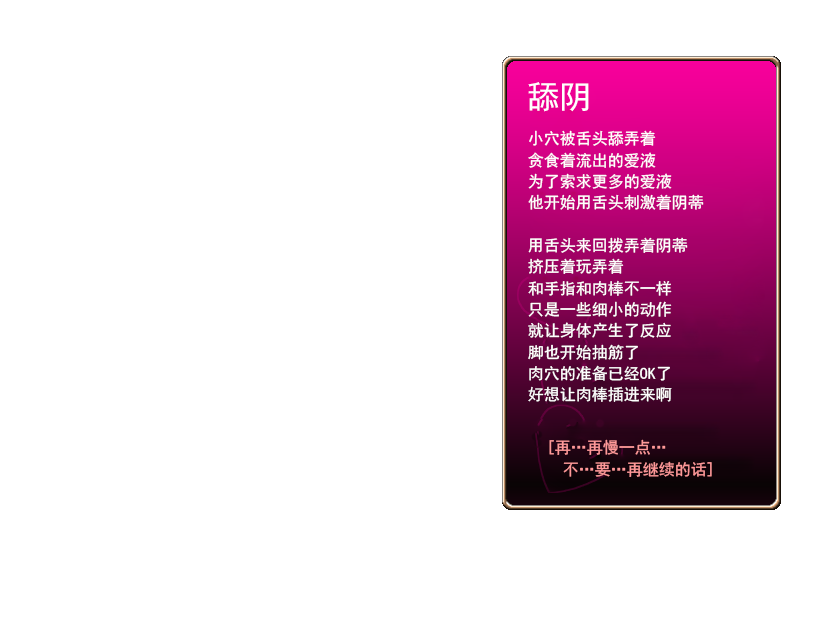 舔阴
小穴被舌头舔弄着
贪食着流出的爱液
为了索求更多的爱液
他开始用舌头刺激着阴蒂
用舌头来回拨弄着阴蒂
挤压着玩弄着
和手指和肉棒不一样
只是一些细小的动作
就让身体产生了反应
脚也开始抽筋了
肉穴的准备已经OK了
好想让肉棒插进来啊
[再…再慢一点…
不…要…再继续的话]